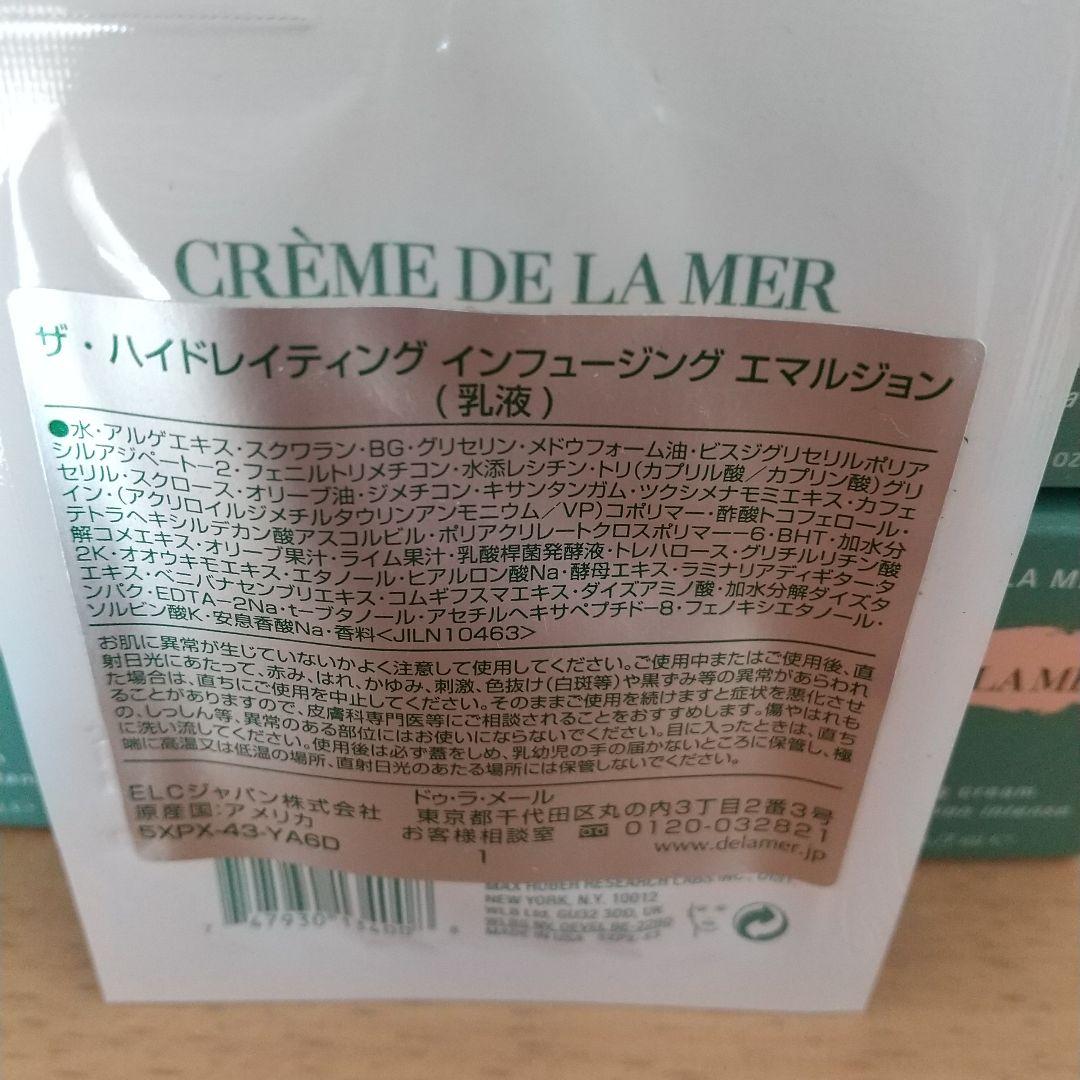 CRÈME DE LA MER
ザ・ハイドレイティング インフュージング エマルジョン
(乳液)
●水・アルゲエキス・スクワラン・BG・グリセリン・メドウフォーム油・ビスジグリセリルポリア
シルアジペート-2・フェニルトリメチコン・水添レシチン・トリ(カプリル酸／カプリン酸)グリ
セリル・スクロース・オリーブ油・ジメチコン・キサンタンガム・ツクシメナモミエキス・カフェ
イン・(アクリロイルジメチルタウリンアンモニウム／VP)コポリマー・酢酸トコフェロール・
テトラヘキシルデカン酸アスコルビル・ポリアクリレートクロスポリマー-6・BHT・加水分
解コメエキス・オリーブ果汁・ライム果汁・乳酸桿菌発酵液・トレハロース・グリチルリチン酸
2K・オオウキモエキス・エタノール・ヒアルロン酸Na・酵母エキス・ラミナリアディギタータ
エキス・ベニバナセンブリエキス・コムギフスマエキス・ダイズアミノ酸・加水分解ダイズタ
ンパク・EDTA-2Na・t-ブタノール・アセチルヘキサペプチド-8・フェノキシエタノール・
ソルビン酸K・安息香酸Na・香料<JILN10463>
お肌に異常が生じていないかよく注意して使用してください。ご使用中またはご使用後、直
射日光にあたって、赤み、はれ、かゆみ、刺激、色抜け(白斑等)や黒ずみ等の異常があらわれ
た場合は、直ちにご使用を中止してください。そのままご使用を続けますと症状を悪化させ
ることがありますので、皮膚科専門医等にご相談されることをおすすめします。傷やはれも
の、しっしん等、異常のある部位にはお使いにならないでください。目に入ったときは、直ち
に洗い流してください。使用後は必ず蓋をしめ、乳幼児の手の届かないところに保管し、極
端に高温又は低温の場所、直射日光のあたる場所には保管しないでください。
ELCジャパン株式会社 ドゥ・ラ・メール
原産国:アメリカ 東京都千代田区丸の内3丁目2番3号
5XPX-43-YA6D お客様相談室 0120-032821
1 www.delamer.jp
MAX HUBER RESEARCH LABS INC., DIST.
NEW YORK, N.Y. 10012
WLB Ltd. GU32 3DD, UK
MADE IN USA
7 47930 13400
LA MER
cream